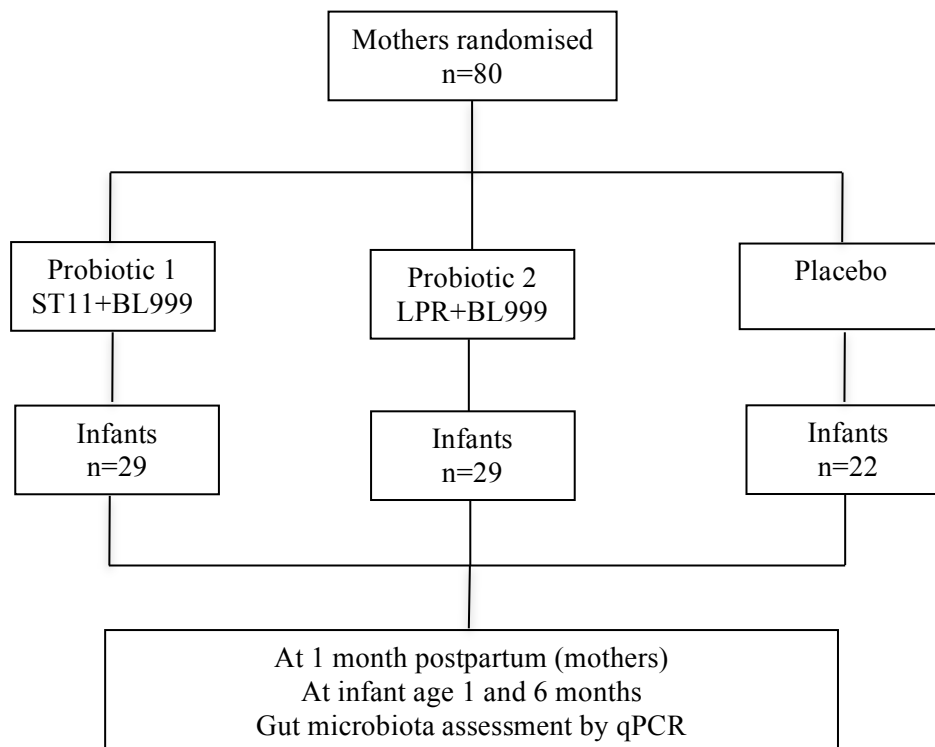 Mothers randomised
n=80
Probiotic 1
ST11+BL999
Probiotic 2
LPR+BL999
Placebo
Infants
n=29
Infants
n=29
Infants
n=22
At 1 month postpartum (mothers)
At infant age 1 and 6 months
Gut microbiota assessment by qPCR